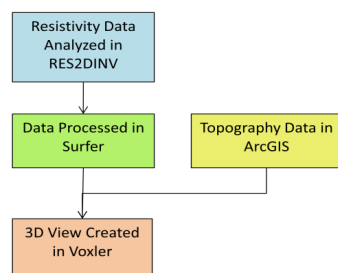 Resistivity Data
Analyzed in
RES2DINV
Data Processed in
Surfer
Topography Data in
ArcGIS
3D View Created
in Voxler